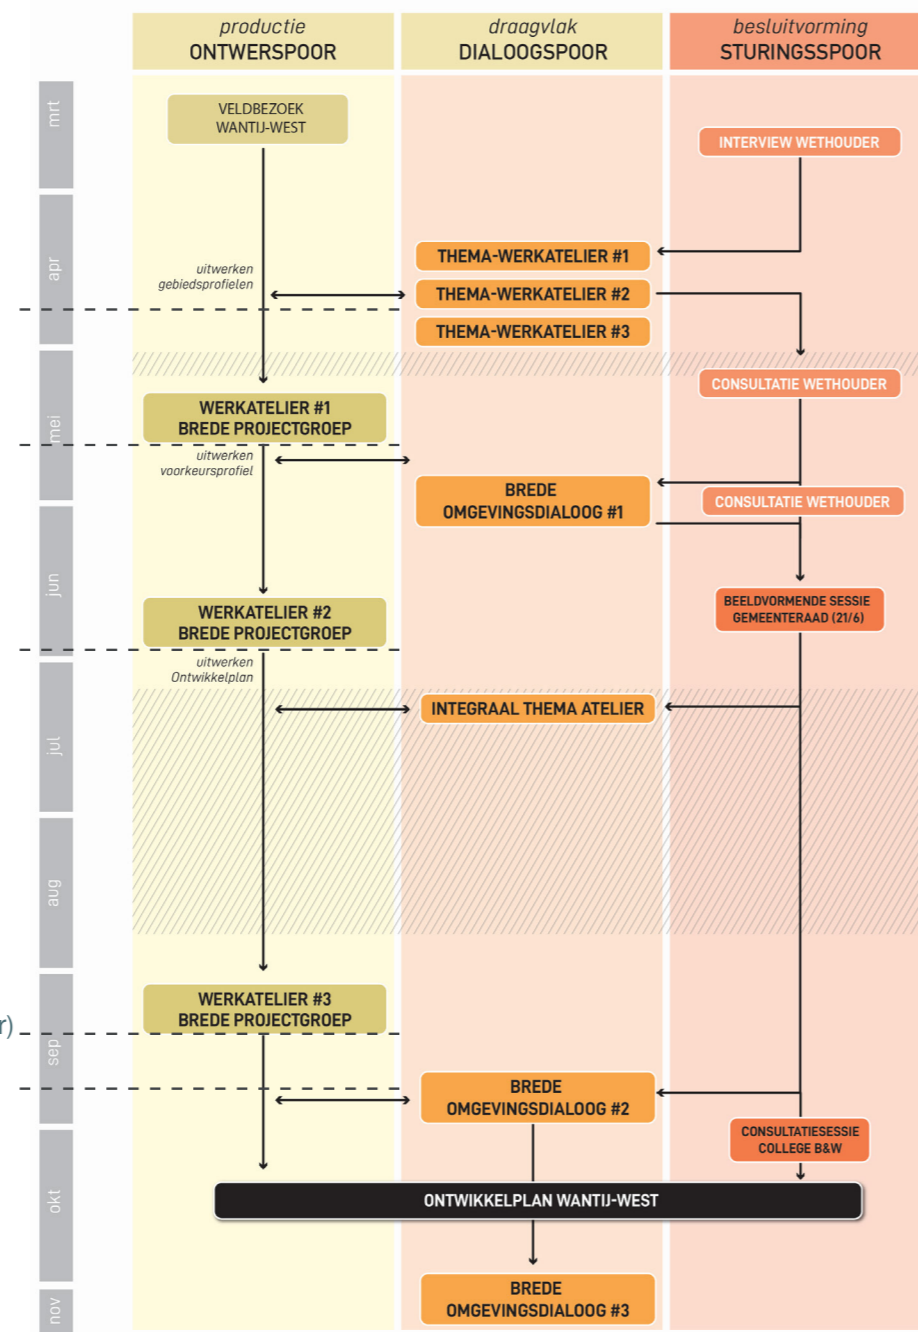 productie
ONTWERSPOOR
draagvlak
DIALOOGSPOOR
besluitvorming
STURINGSSPOOR
mrt
VELDBEZOEK
WANTIJ-WEST
INTERVIEW WETHOUDER
apr
THEMA-WERKATELIER #1
uitwerken
gebiedsprofielen
THEMA-WERKATELIER #2
THEMA-WERKATELIER #3
CONSULTATIE WETHOUDER
mei
WERKATELIER #1
BREDE PROJECTGROEP
uitwerken
voorkeursprofiel
BREDE
OMGEVINGSDIALOOG #1
CONSULTATIE WETHOUDER
jun
WERKATELIER #2
BREDE PROJECTGROEP
BEELDVORMENDE SESSIE
GEMEENTERAAD (21/6)
uitwerken
Ontwikkelplan
INTEGRAAL THEMA ATELIER
jul
aug
WERKATELIER #3
BREDE PROJECTGROEP
r)
sep
BREDE
OMGEVINGSDIALOOG #2
CONSULTATIESESSIE
COLLEGE B&W
okt
ONTWIKKELPLAN WANTIJ-WEST
BREDE
OMGEVINGSDIALOOG #3
nov